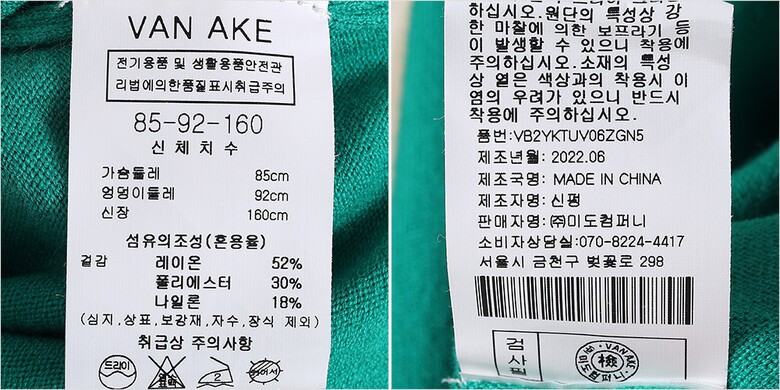 VAN AKE
전기용품 및 생활용품안전관
리법에의한품질표시취급주의
85-92-160
신체치수
가슴둘레 85cm
엉덩이둘레 92cm
신장 160cm
섬유의조성(혼용율)
겉감 레이온 52%
폴리에스터 30%
나일론 18%
(심지,상표,보강재,자수,장식 제외)
취급상 주의사항
드라이
2
하십시오.원단의 특성상 강
한 마찰에 의한 보프라기 등
이 발생할 수 있으니 착용에
주의하십시오.소재의 특성
상 옅은 색상과의 착용시 이
염의 우려가 있으니 반드시
착용에 주의하십시오.
품번:VB2YKTUV06ZGN5
제조년월: 2022.06
제조국명: MADE IN CHINA
제조자명: 신펑
판매자명: ㈜미도컴퍼니
소비자상담실:070-8224-4417
서울시 금천구 벚꽃로 298
검
사
필
VAN AKE
檢
미도컴퍼니